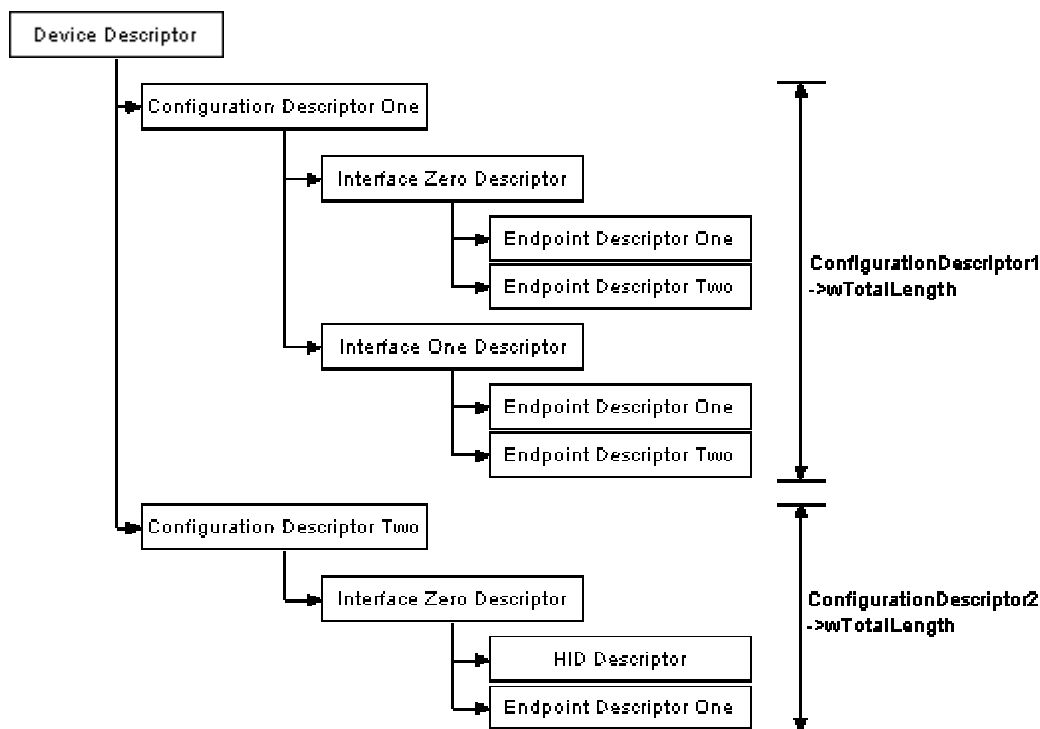 Device Descriptor
Configuration Descriptor One
Interface Zero Descriptor
Endpoint Descriptor One
Endpoint Descriptor Two
ConfigurationDescriptor1
->wTotalLength
Interface One Descriptor
Endpoint Descriptor One
Endpoint Descriptor Two
Configuration Descriptor Two
Interface Zero Descriptor
ConfigurationDescriptor2
->wTotalLength
HID Descriptor
Endpoint Descriptor One